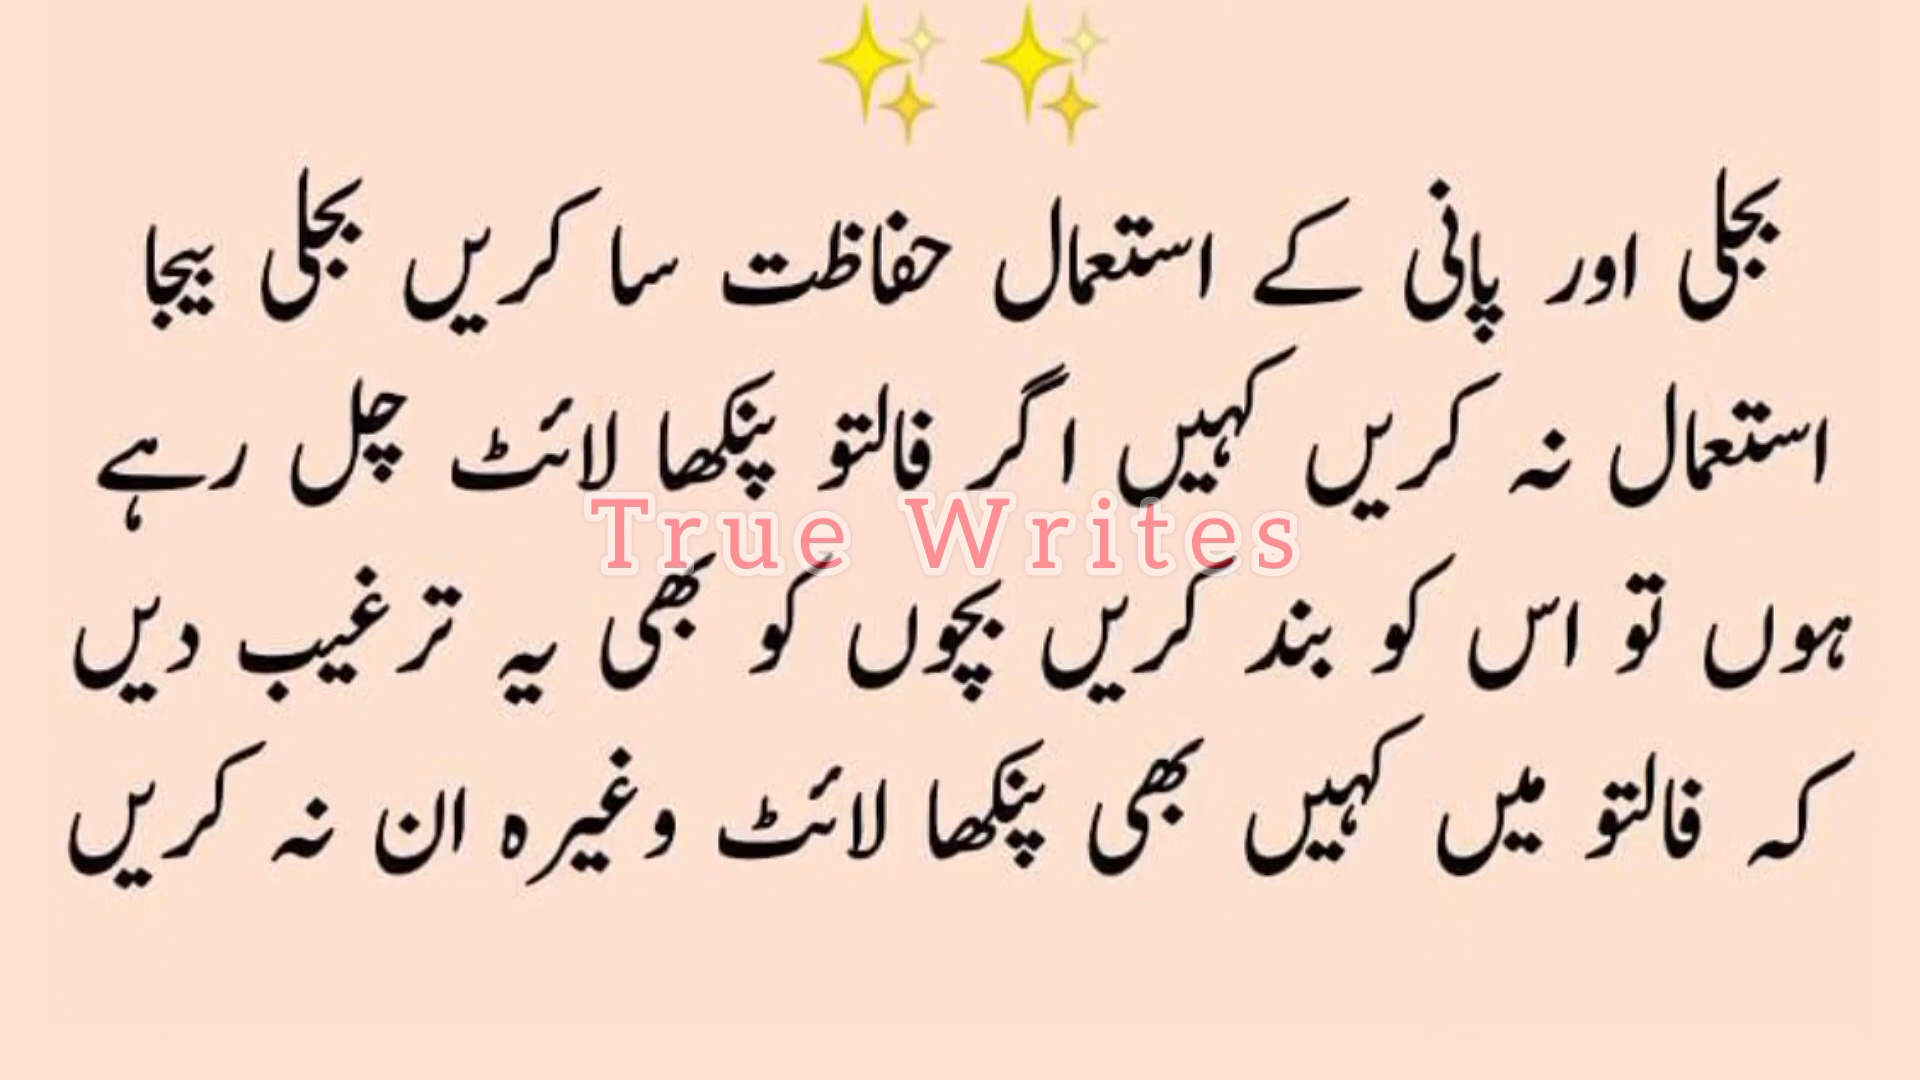 بجلی اور پانی کے استعمال حفاظت سا کریں بجلی بیجا
استعمال نہ کریں کہیں اگر فالتو پنکھا لائٹ چل رہے
True Writes
ہوں تو اس کو بند کریں بچوں کو بھی یہ ترغیب دیں
کہ فالتو میں کہیں بھی پنکھا لائٹ وغیرہ ان نہ کریں